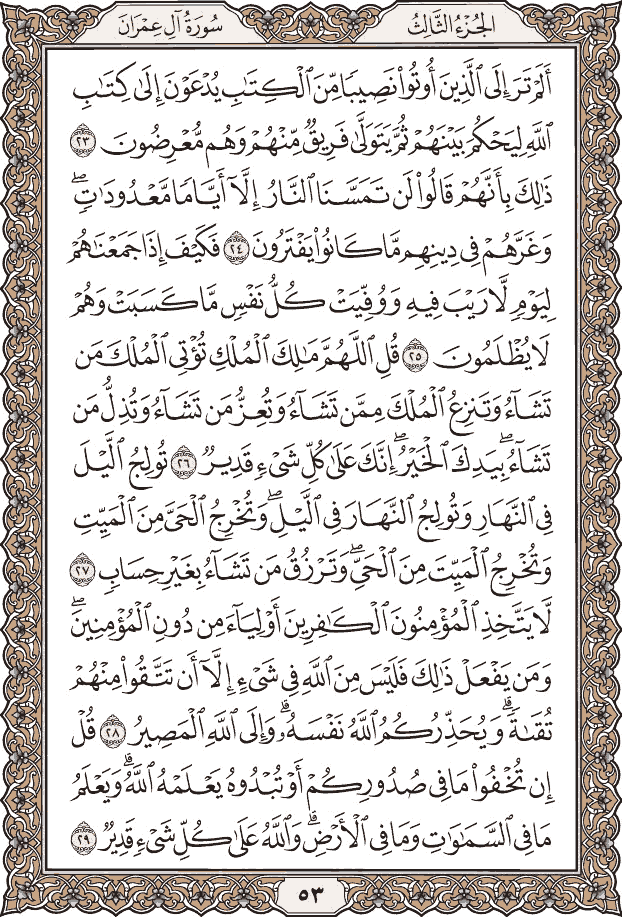 الجُزْءُ الثَّالِثُ
سُورَةُ آلِ عِمْرَانَ
أَلَمْ تَرَ إِلَى ٱلَّذِينَ أُوتُوا۟ نَصِيبًا مِّنَ ٱلْكِتَٰبِ يُدْعَوْنَ إِلَىٰ كِتَٰبِ
ٱللَّهِ لِيَحْكُمَ بَيْنَهُمْ ثُمَّ يَتَوَلَّىٰ فَرِيقٌ مِّنْهُمْ وَهُم مُّعْرِضُونَ ٢٣
ذَٰلِكَ بِأَنَّهُمْ قَالُوا۟ لَن تَمَسَّنَا ٱلنَّارُ إِلَّآ أَيَّامًا مَّعْدُودَٰتٍ ۖ
وَغَرَّهُمْ فِى دِينِهِم مَّا كَانُوا۟ يَفْتَرُونَ ٢٤ فَكَيْفَ إِذَا جَمَعْنَٰهُمْ
لِيَوْمٍ لَّا رَيْبَ فِيهِ وَوُفِّيَتْ كُلُّ نَفْسٍ مَّا كَسَبَتْ وَهُمْ
لَا يُظْلَمُونَ ٢٥ قُلِ ٱللَّهُمَّ مَٰلِكَ ٱلْمُلْكِ تُؤْتِى ٱلْمُلْكَ مَن
تَشَآءُ وَتَنزِعُ ٱلْمُلْكَ مِمَّن تَشَآءُ وَتُعِزُّ مَن تَشَآءُ وَتُذِلُّ مَن
تَشَآءُ ۖ بِيَدِكَ ٱلْخَيْرُ ۖ إِنَّكَ عَلَىٰ كُلِّ شَىْءٍ قَدِيرٌ ٢٦ تُولِجُ ٱلَّيْلَ
فِى ٱلنَّهَارِ وَتُولِجُ ٱلنَّهَارَ فِى ٱلَّيْلِ ۖ وَتُخْرِجُ ٱلْحَىَّ مِنَ ٱلْمَيِّتِ
وَتُخْرِجُ ٱلْمَيِّتَ مِنَ ٱلْحَىِّ ۖ وَتَرْزُقُ مَن تَشَآءُ بِغَيْرِ حِسَابٍ ٢٧
لَّا يَتَّخِذِ ٱلْمُؤْمِنُونَ ٱلْكَٰفِرِينَ أَوْلِيَآءَ مِن دُونِ ٱلْمُؤْمِنِينَ ۖ
وَمَن يَفْعَلْ ذَٰلِكَ فَلَيْسَ مِنَ ٱللَّهِ فِى شَىْءٍ إِلَّآ أَن تَتَّقُوا۟ مِنْهُمْ
تُقَىٰةً ۗ وَيُحَذِّرُكُمُ ٱللَّهُ نَفْسَهُۥ ۗ وَإِلَى ٱللَّهِ ٱلْمَصِيرُ ٢٨ قُلْ
إِن تُخْفُوا۟ مَا فِى صُدُورِكُمْ أَوْ تُبْدُوهُ يَعْلَمْهُ ٱللَّهُ ۗ وَيَعْلَمُ
مَا فِى ٱلسَّمَٰوَٰتِ وَمَا فِى ٱلْأَرْضِ ۗ وَٱللَّهُ عَلَىٰ كُلِّ شَىْءٍ قَدِيرٌ ٢٩
٥٣